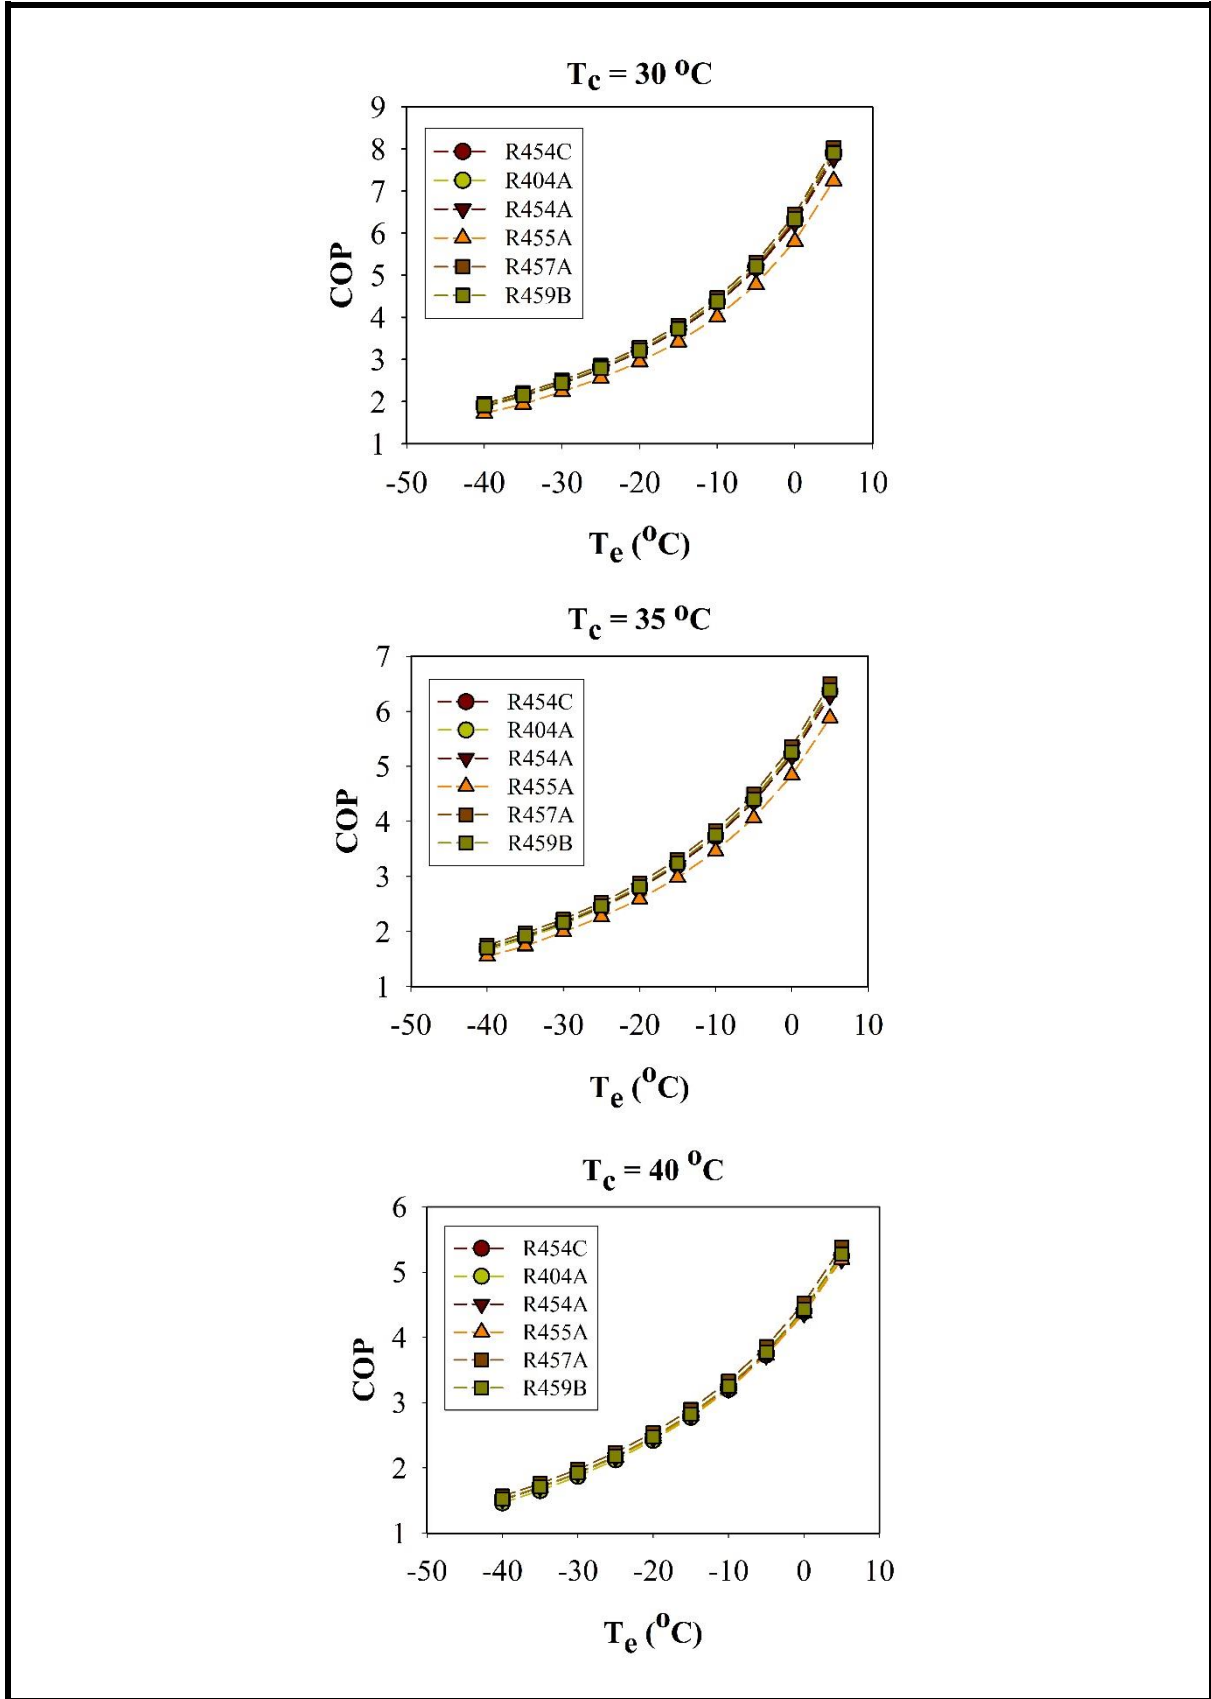 Tc = 30 oC
9
8
7
6
5
4
3
2
1
COP
R454C
R404A
R454A
R455A
R457A
R459B
-50 -40 -30 -20 -10 0 10
Te (oC)
Tc = 35 oC
7
6
5
4
3
2
1
COP
R454C
R404A
R454A
R455A
R457A
R459B
-50 -40 -30 -20 -10 0 10
Te (oC)
Tc = 40 oC
6
5
4
3
2
1
COP
R454C
R404A
R454A
R455A
R457A
R459B
-50 -40 -30 -20 -10 0 10
Te (oC)